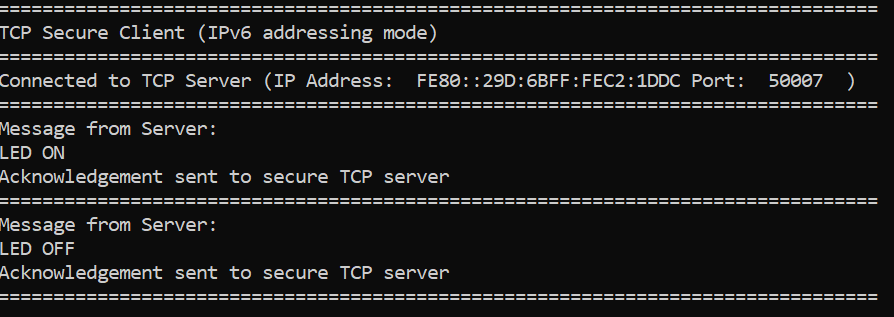 ================================================================================
TCP Secure Client (IPv6 addressing mode)
================================================================================
Connected to TCP Server (IP Address:  FE80::29D:6BFF:FEC2:1DDC Port:  50007  )
================================================================================
Message from Server:
LED ON
Acknowledgement sent to secure TCP server
================================================================================
Message from Server:
LED OFF
Acknowledgement sent to secure TCP server
================================================================================